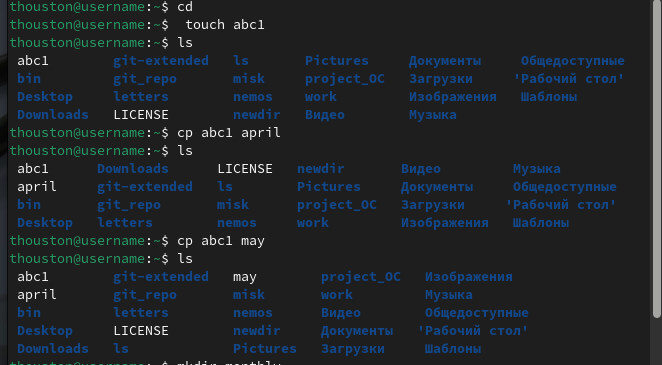 thouston@username:~$ cd
thouston@username:~$  touch abc1
thouston@username:~$ ls
abc1 git-extended ls Pictures Документы Общедоступные
bin git_repo misk project_OC Загрузки 'Рабочий стол'
Desktop letters nemos work Изображения Шаблоны
Downloads LICENSE newdir Видео Музыка
thouston@username:~$ cp abc1 april
thouston@username:~$ ls
abc1 Downloads LICENSE newdir Видео Музыка
april git-extended ls Pictures Документы Общедоступные
bin git_repo misk project_OC Загрузки 'Рабочий стол'
Desktop letters nemos work Изображения Шаблоны
thouston@username:~$ cp abc1 may
thouston@username:~$ ls
abc1 git-extended may project_OC Изображения
april git_repo misk work Музыка
bin letters nemos Видео Общедоступные
Desktop LICENSE newdir Документы 'Рабочий стол'
Downloads ls Pictures Загрузки Шаблоны
thouston@username:~$ mkdir monthly